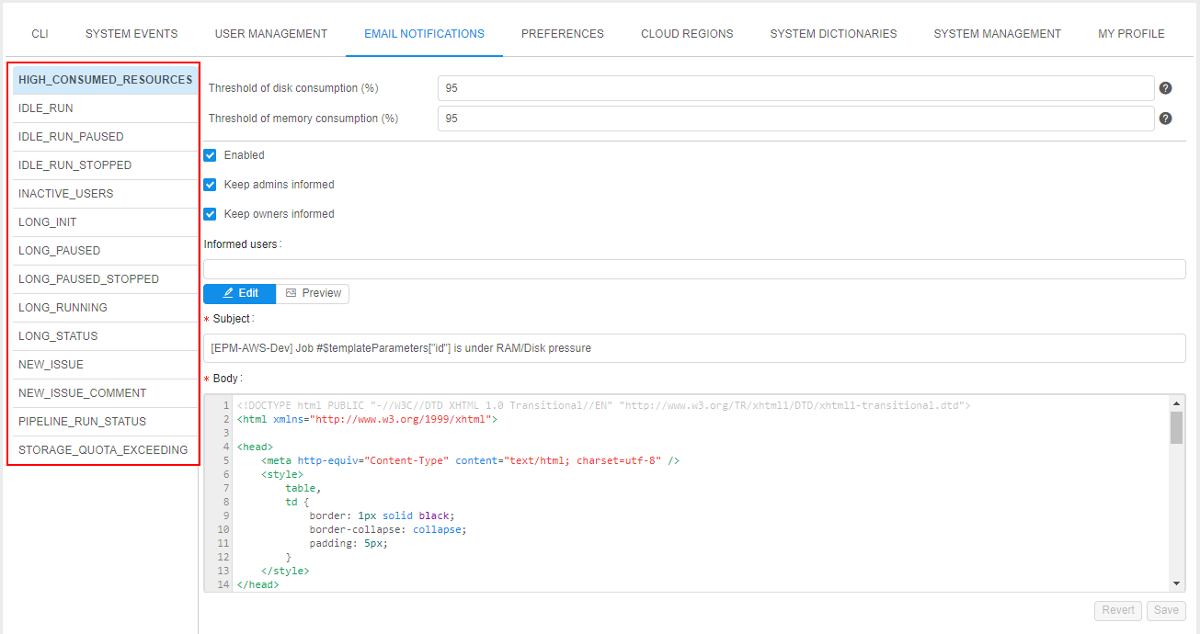 CLI SYSTEM EVENTS USER MANAGEMENT EMAIL NOTIFICATIONS PREFERENCES CLOUD REGIONS SYSTEM DICTIONARIES SYSTEM MANAGEMENT MY PROFILE
HIGH_CONSUMED_RESOURCES
IDLE_RUN
IDLE_RUN_PAUSED
IDLE_RUN_STOPPED
INACTIVE_USERS
LONG_INIT
LONG_PAUSED
LONG_PAUSED_STOPPED
LONG_RUNNING
LONG_STATUS
NEW_ISSUE
NEW_ISSUE_COMMENT
PIPELINE_RUN_STATUS
STORAGE_QUOTA_EXCEEDING
Threshold of disk consumption (%) 95 ?
Threshold of memory consumption (%) 95 ?
Enabled
Keep admins informed
Keep owners informed
Informed users:
Edit Preview
* Subject:
[EPM-AWS-Dev] Job #$templateParameters["id"] is under RAM/Disk pressure
* Body:
1 <!DOCTYPE html PUBLIC "-//W3C//DTD XHTML 1.0 Transitional//EN" "http://www.w3.org/TR/xhtml1/DTD/xhtml1-transitional.dtd">
2 <html xmlns="http://www.w3.org/1999/xhtml">
3
4 <head>
5 <meta http-equiv="Content-Type" content="text/html; charset=utf-8" />
6 <style>
7 table,
8 td {
9 border: 1px solid black;
10 border-collapse: collapse;
11 padding: 5px;
12 }
13 </style>
14 </head>
Revert Save